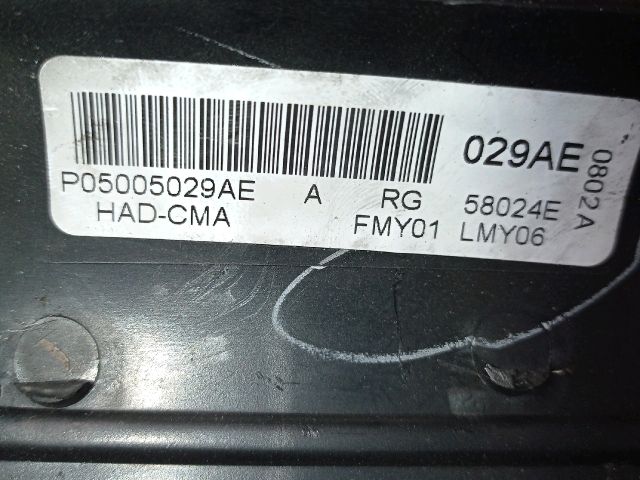 029AE
P05005029AE A RG 58024E
HAD-CMA FMY01 LMY06
0802A